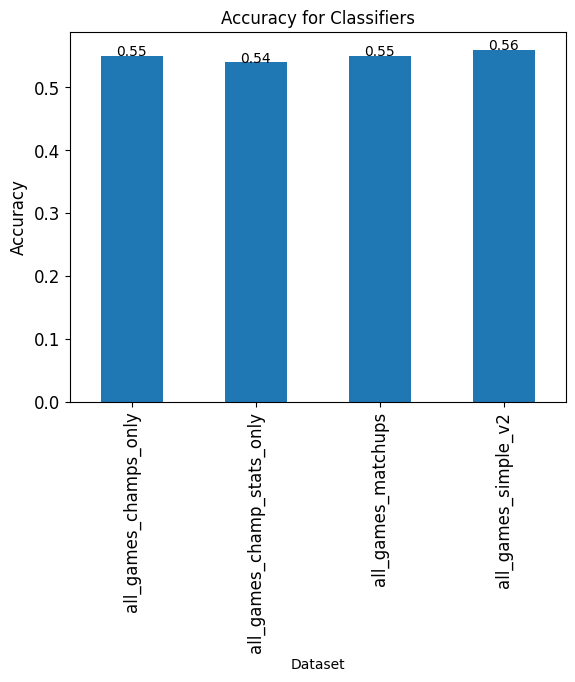 Accuracy for Classifiers
0.55
0.54
0.55
0.56
0.5
0.4
0.3
0.2
0.1
0.0
Accuracy
all_games_champs_only
all_games_champ_stats_only
all_games_matchups
all_games_simple_v2
Dataset